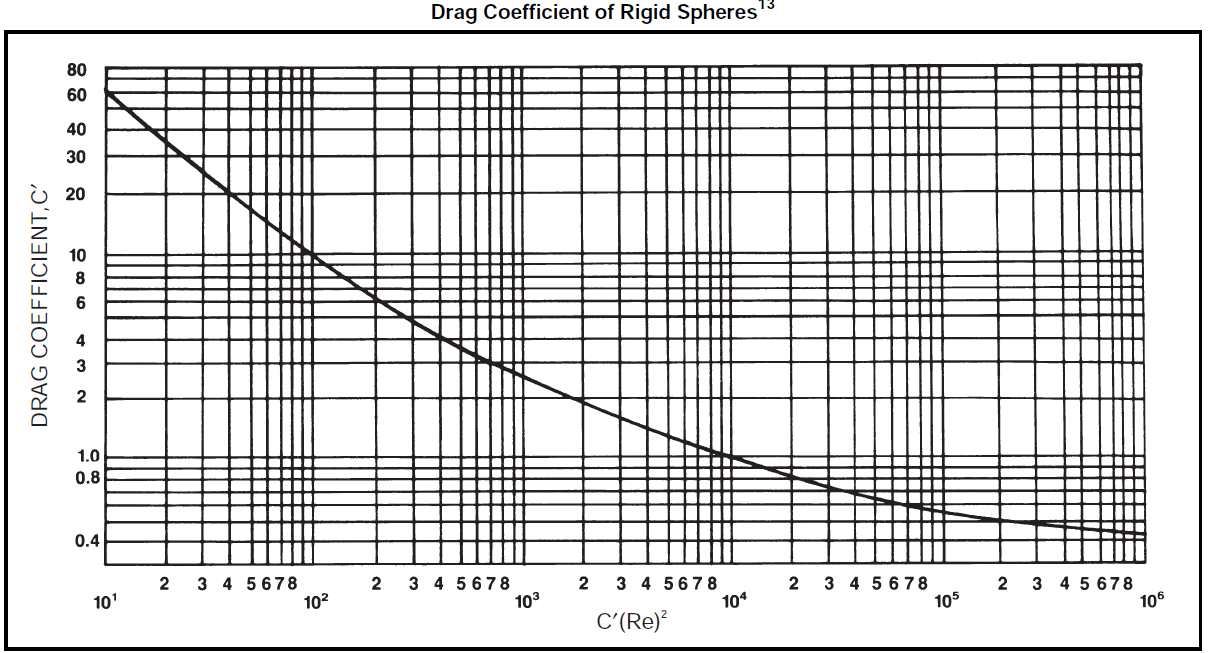 Drag Coefficient of Rigid Spheres¹³
80
60
40
30
20
10
8
6
4
3
2
1.0
0.8
0.4
DRAG COEFFICIENT, C′
2 3 4 5 6 7 8 2 3 4 5 6 7 8 2 3 4 5 6 7 8 2 3 4 5 6 7 8 2 3 4 5 6 7 8
10¹ 10² 10³ 10⁴ 10⁵ 10⁶
C′(Re)²